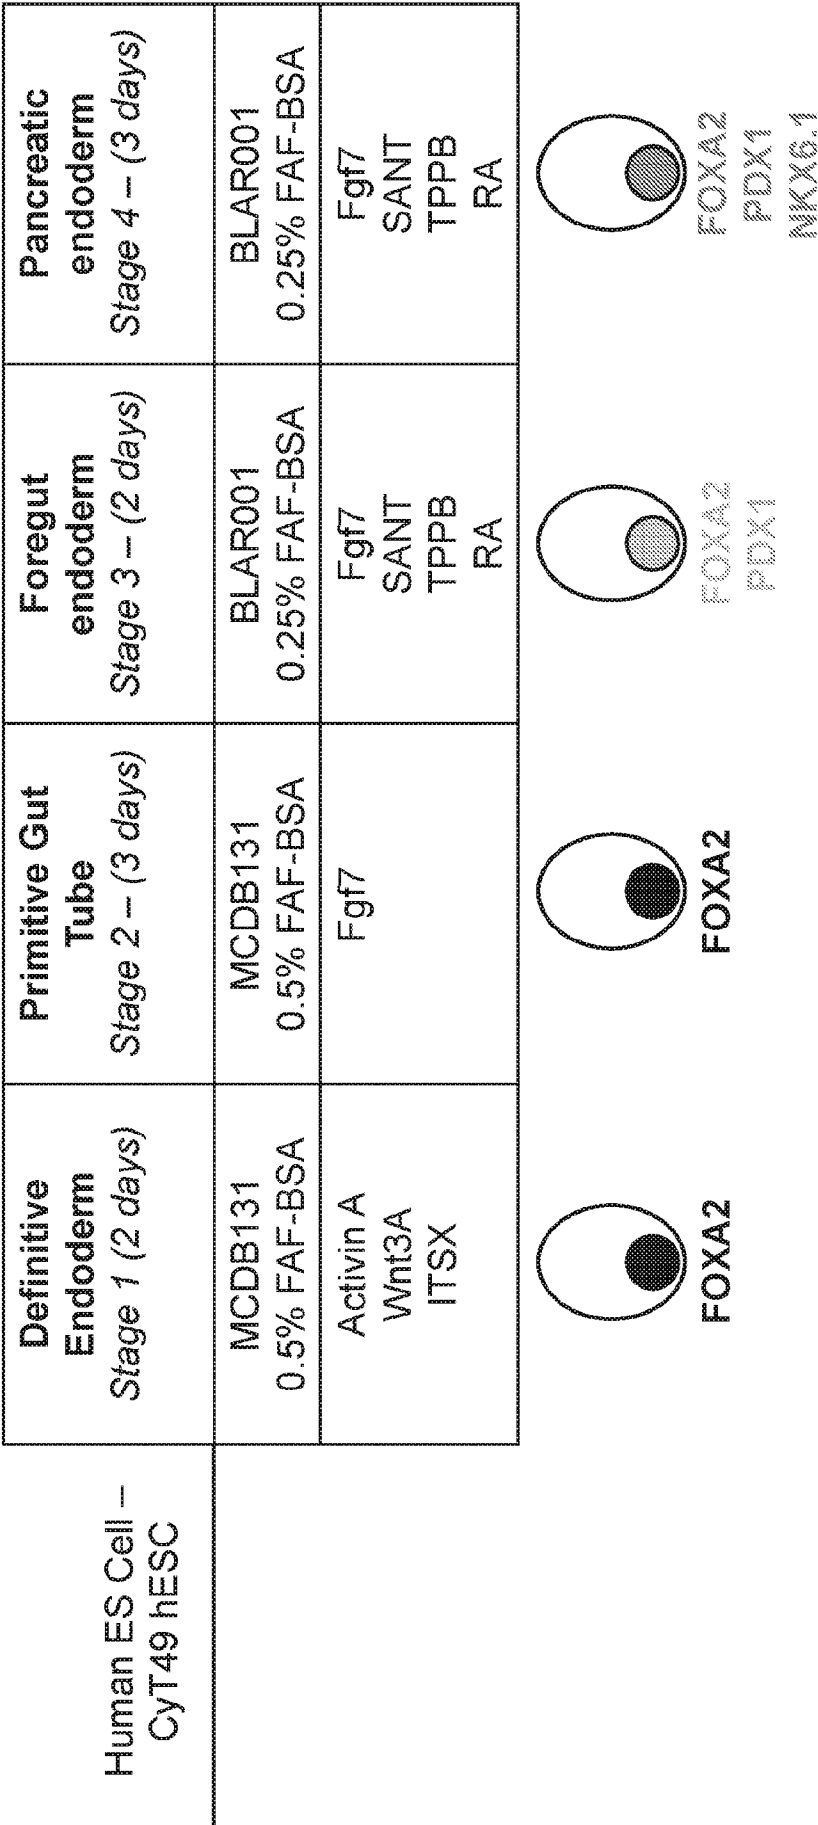 Human ES Cell –
CyT49 hESC
Definitive
Endoderm
Stage 1 (2 days)
MCDB131
0.5% FAF-BSA
Activin A
Wnt3A
ITSX
FOXA2
Primitive Gut
Tube
Stage 2 – (3 days)
MCDB131
0.5% FAF-BSA
Fgf7
FOXA2
Foregut
endoderm
Stage 3 – (2 days)
BLAR001
0.25% FAF-BSA
Fgf7
SANT
TPPB
RA
FOXA2
PDX1
Pancreatic
endoderm
Stage 4 – (3 days)
BLAR001
0.25% FAF-BSA
Fgf7
SANT
TPPB
RA
FOXA2
PDX1
NKX6.1